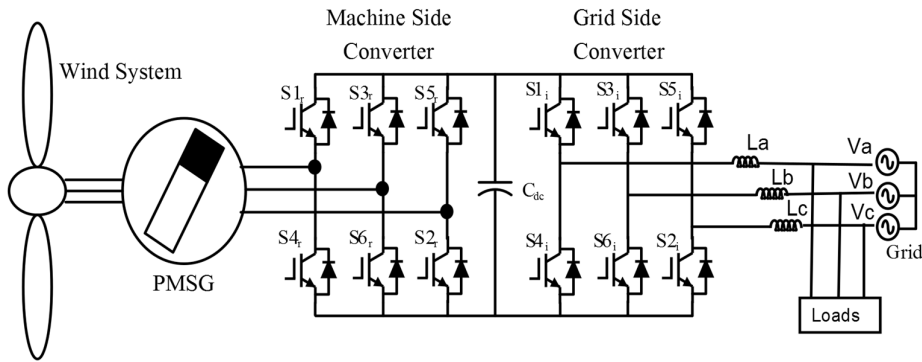 Machine Side
Converter
Grid Side
Converter
Wind System
S1r
S3r
S5r
S1i
S3i
S5i
La
Va
Lb
Vb
Lc
Vc
Cdc
S4r
S6r
S2r
S4i
S6i
S2i
Grid
PMSG
Loads